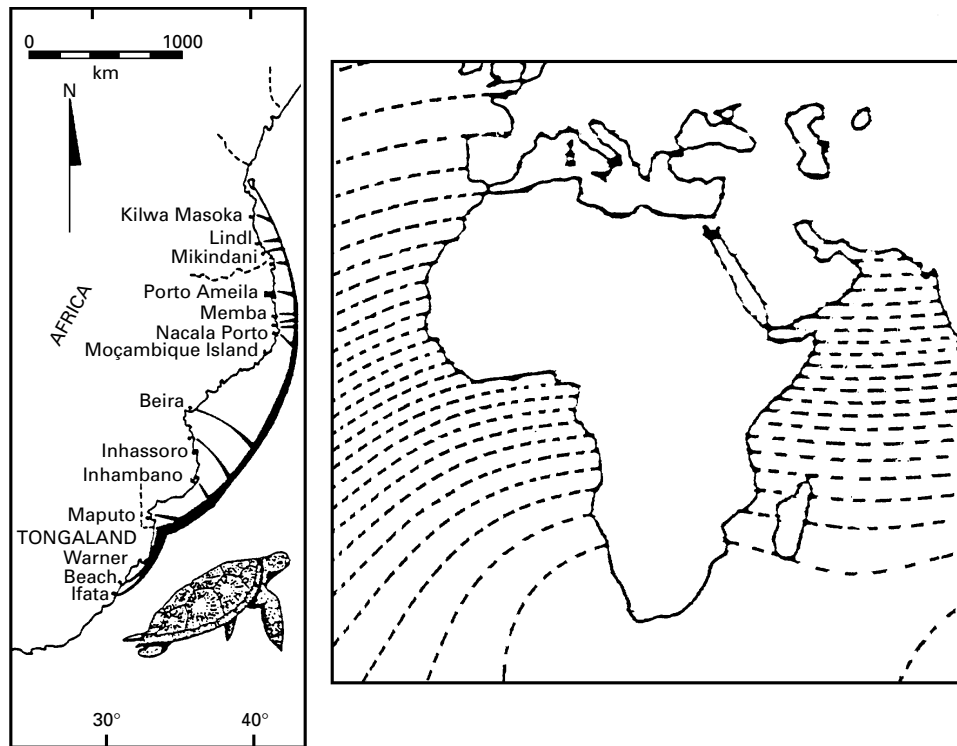 0 1000
km
N
Kilwa Masoka
Lindl
Mikindani
AFRICA
Porto Ameila
Memba
Nacala Porto
Moçambique Island
Beira
Inhassoro
Inhambano
Maputo
TONGALAND
Warner
Beach
Ifata
30° 40°